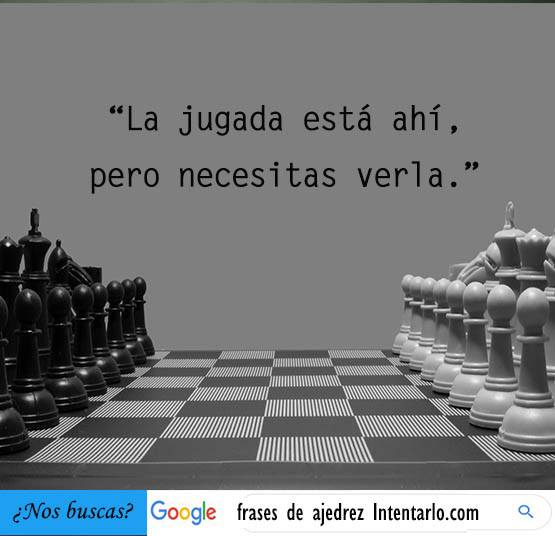 “La jugada está ahí,
pero necesitas verla.”
¿Nos buscas? Google frases de ajedrez Intentarlo.com